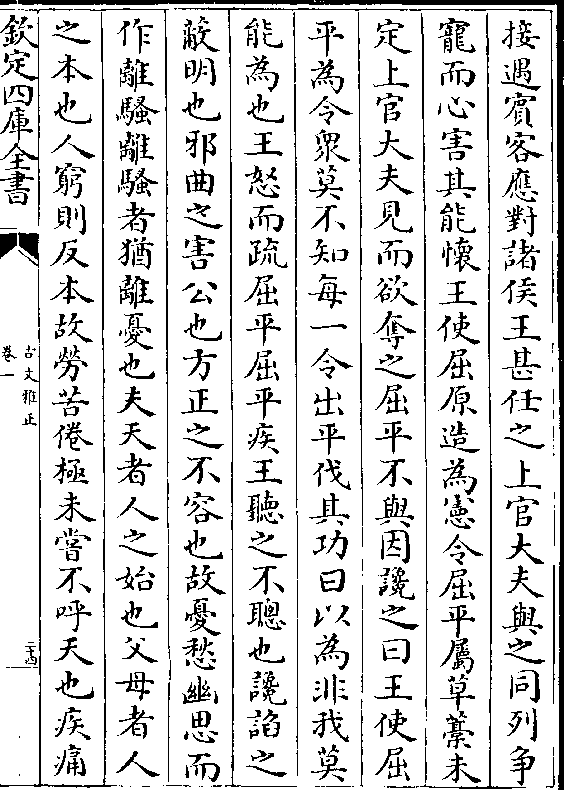 接遇賔客應對諸侯王甚任之上官大夫與之同列爭
寵而心害其能懷王使屈原造為憲令屈平屬草藁未
定上官大夫見而欲奪之屈平不與因讒之曰王使屈
平為令衆莫不知每一令出平伐其功曰以為非我莫
能為也王怒而疏屈平屈平疾王聽之不聰也讒諂之
蔽明也邪曲之害公也方正之不容也故憂愁幽思而
作離騷離騷者猶離憂也夫天者人之始也父母者人
之本也人窮則反本故勞苦倦極未嘗不呼天也疾痛
欽定四庫全書
古文雅正
卷一
二十四